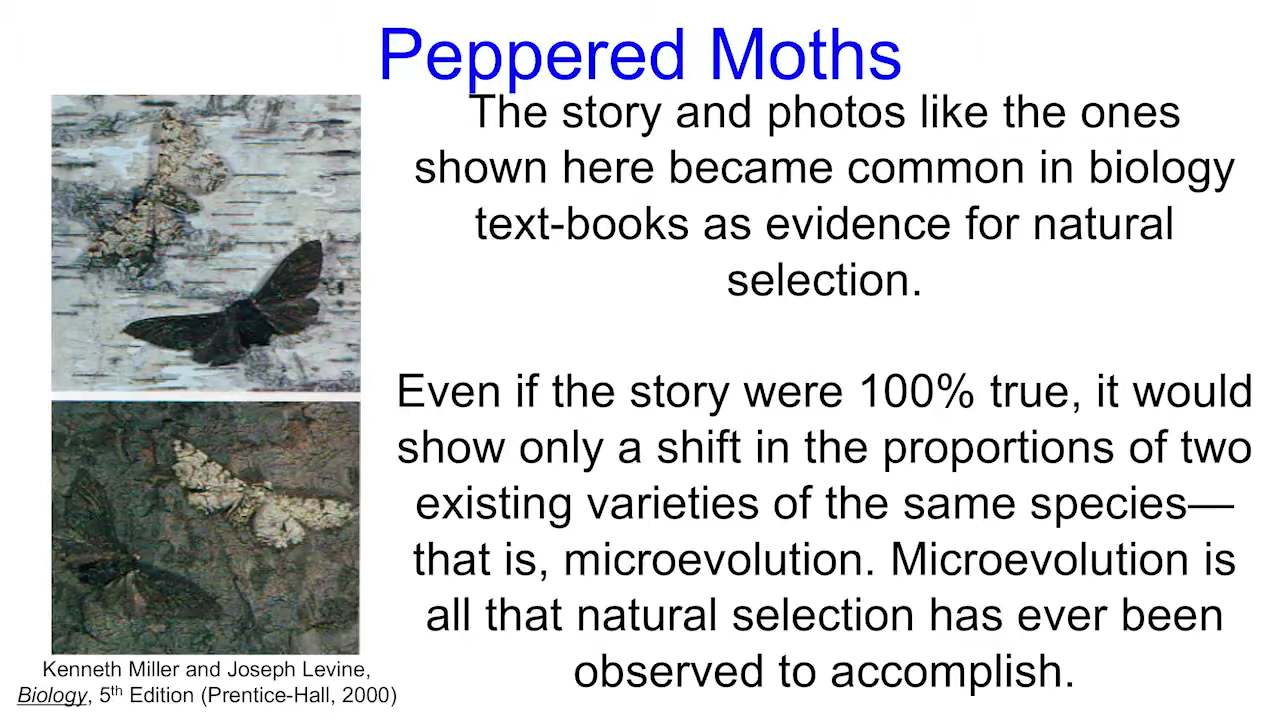 Peppered Moths
The story and photos like the ones
shown here became common in biology
text-books as evidence for natural
selection.
Even if the story were 100% true, it would
show only a shift in the proportions of two
existing varieties of the same species—
that is, microevolution. Microevolution is
all that natural selection has ever been
observed to accomplish.
Kenneth Miller and Joseph Levine,
Biology, 5th Edition (Prentice-Hall, 2000)